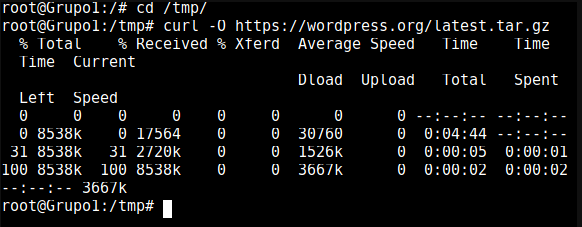 root@Grupo1:/# cd /tmp/
root@Grupo1:/tmp# curl -O https://wordpress.org/latest.tar.gz
  % Total    % Received % Xferd  Average Speed   Time    Time
  Time  Current
                                 Dload  Upload   Total   Spent
  Left  Speed
  0     0    0     0    0     0      0      0 --:--:-- --:--:--
  0 8538k    0 17564    0     0  30760      0  0:04:44 --:--:--
 31 8538k   31 2720k    0     0  1526k      0  0:00:05  0:00:01
100 8538k  100 8538k    0     0  3667k      0  0:00:02  0:00:02
--:--:-- 3667k
root@Grupo1:/tmp#